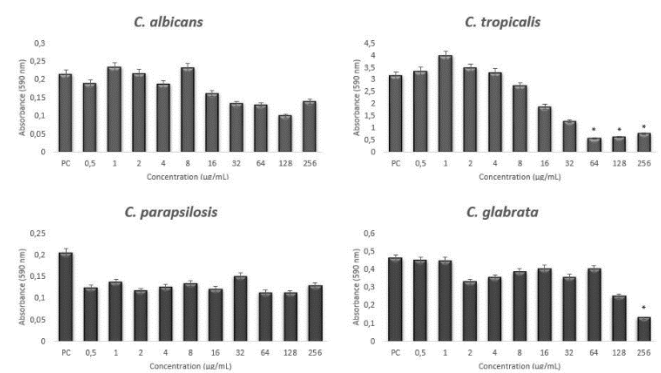 C. albicans
Absorbance (590 nm)
0,3
0,25
0,2
0,15
0,1
0,05
0
PC 0,5 1 2 4 8 16 32 64 128 256
Concentration (µg/mL)
C. tropicalis
Absorbance (590 nm)
4,5
4
3,5
3
2,5
2
1,5
1
0,5
0
* * *
PC 0,5 1 2 4 8 16 32 64 128 256
Concentration (µg/mL)
C. parapsilosis
Absorbance (590 nm)
0,25
0,2
0,15
0,1
0,05
0
PC 0,5 1 2 4 8 16 32 64 128 256
Concentration (µg/mL)
C. glabrata
Absorbance (590 nm)
0,6
0,5
0,4
0,3
0,2
0,1
0
*
PC 0,5 1 2 4 8 16 32 64 128 256
Concentration (µg/mL)